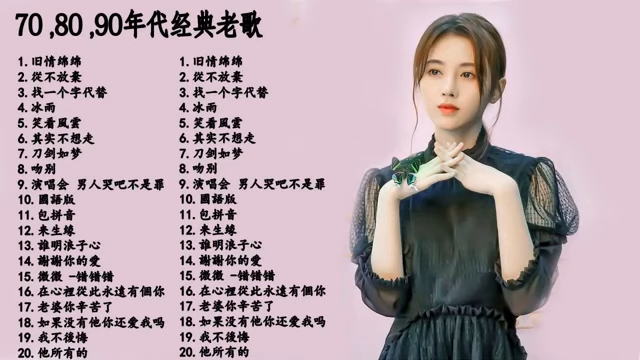 70 ,80 ,90年代经典老歌
1. 旧情绵绵
2. 從不放棄
3. 找一个字代替
4. 冰雨
5. 笑看風雲
6. 其实不想走
7. 刀剑如梦
8. 吻别
9. 演唱会 男人哭吧不是罪
10. 國語版
11. 包拼音
12. 来生缘
13. 誰明浪子心
14. 謝謝你的爱
15. 微微 -错错错
16. 在心裡從此永遠有個你
17. 老婆你辛苦了
18. 如果没有他你还爱我吗
19. 我不後悔
20. 他所有的
1. 旧情绵绵
2. 從不放棄
3. 找一个字代替
4. 冰雨
5. 笑看風雲
6. 其实不想走
7. 刀剑如梦
8. 吻别
9. 演唱会 男人哭吧不是罪
10. 國語版
11. 包拼音
12. 来生缘
13. 誰明浪子心
14. 謝謝你的爱
15. 微微 -错错错
16. 在心裡從此永遠有個你
17. 老婆你辛苦了
18. 如果没有他你还爱我吗
19. 我不後悔
20. 他所有的